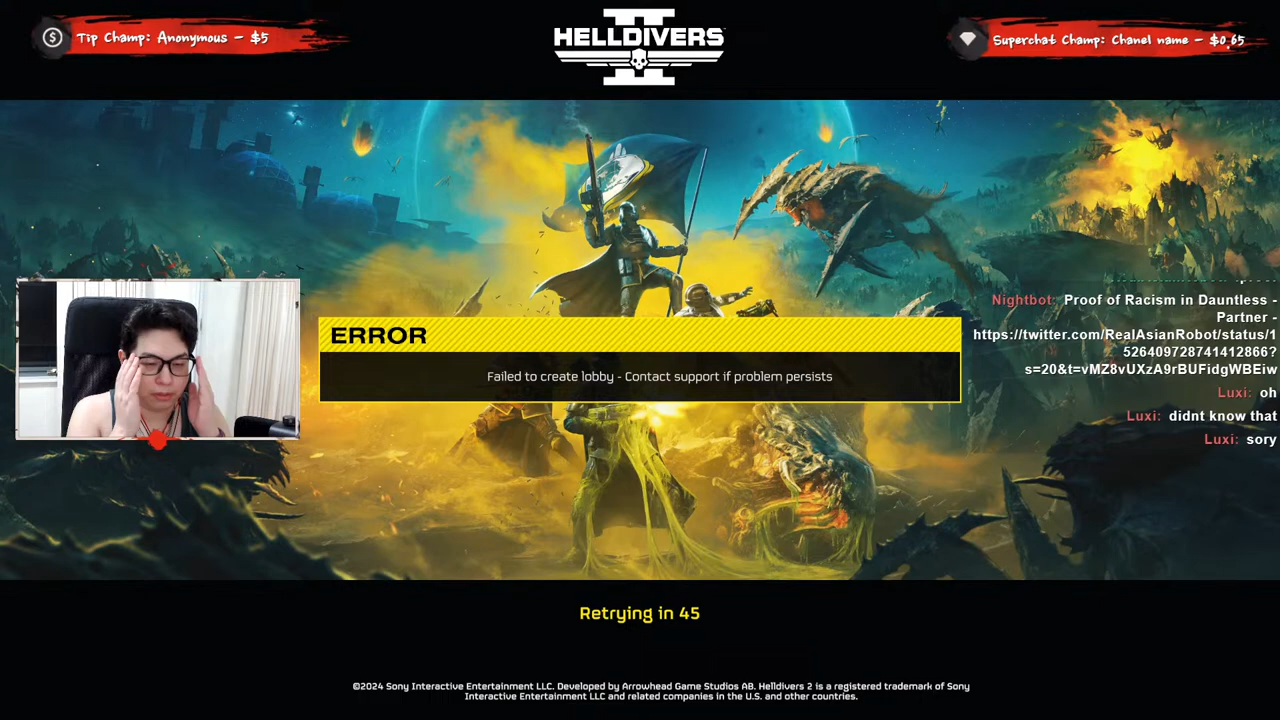 Tip Champ: Anonymous - $5
HELLDIVERS
II
Superchat Champ: Chanel name - $0.65
Nightbot: Proof of Racism in Dauntless -
Partner -
https://twitter.com/RealAsianRobot/status/1
526409728741412866?
s=20&t=vMZ8vUXzA9rBUFidgWBEiw
Luxi: oh
Luxi: didnt know that
Luxi: sory
ERROR
Failed to create lobby - Contact support if problem persists
Retrying in 45
©2024 Sony Interactive Entertainment LLC. Developed by Arrowhead Game Studios AB. Helldivers 2 is a registered trademark of Sony
Interactive Entertainment LLC and related companies in the U.S. and other countries.